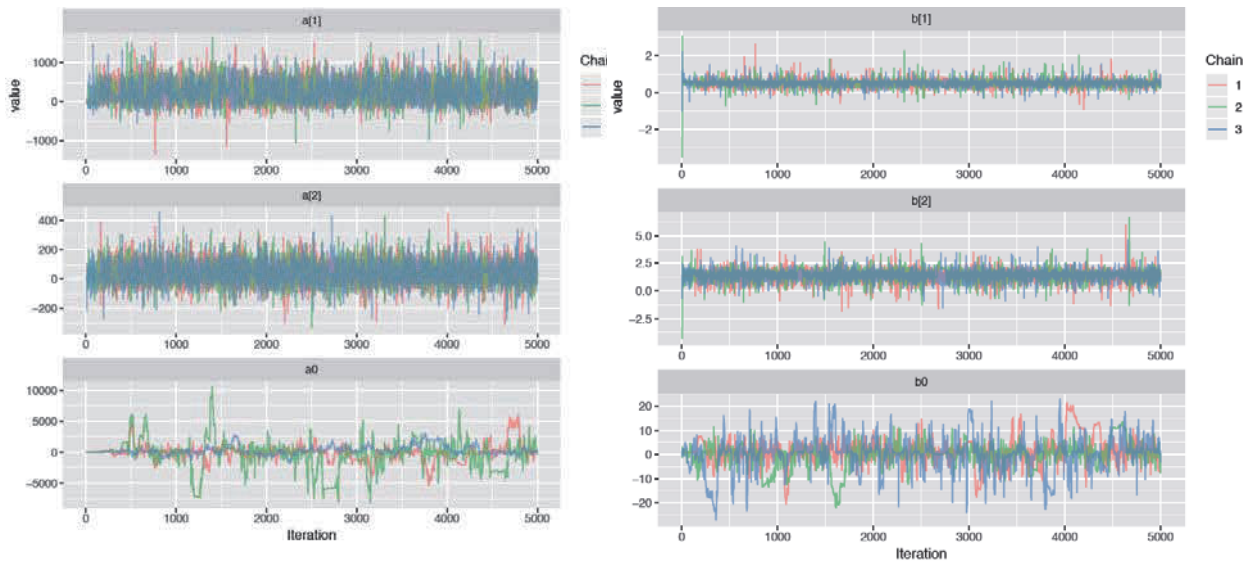 a[1]
1000
0
−1000
0 1000 2000 3000 4000 5000
value
Chai
a[2]
400
200
0
−200
0 1000 2000 3000 4000 5000
a0
10000
5000
0
−5000
0 1000 2000 3000 4000 5000
Iteration
b[1]
2
0
−2
0 1000 2000 3000 4000 5000
value
Chain
1
2
3
b[2]
5.0
2.5
0.0
−2.5
0 1000 2000 3000 4000 5000
b0
20
10
0
−10
−20
0 1000 2000 3000 4000 5000
Iteration